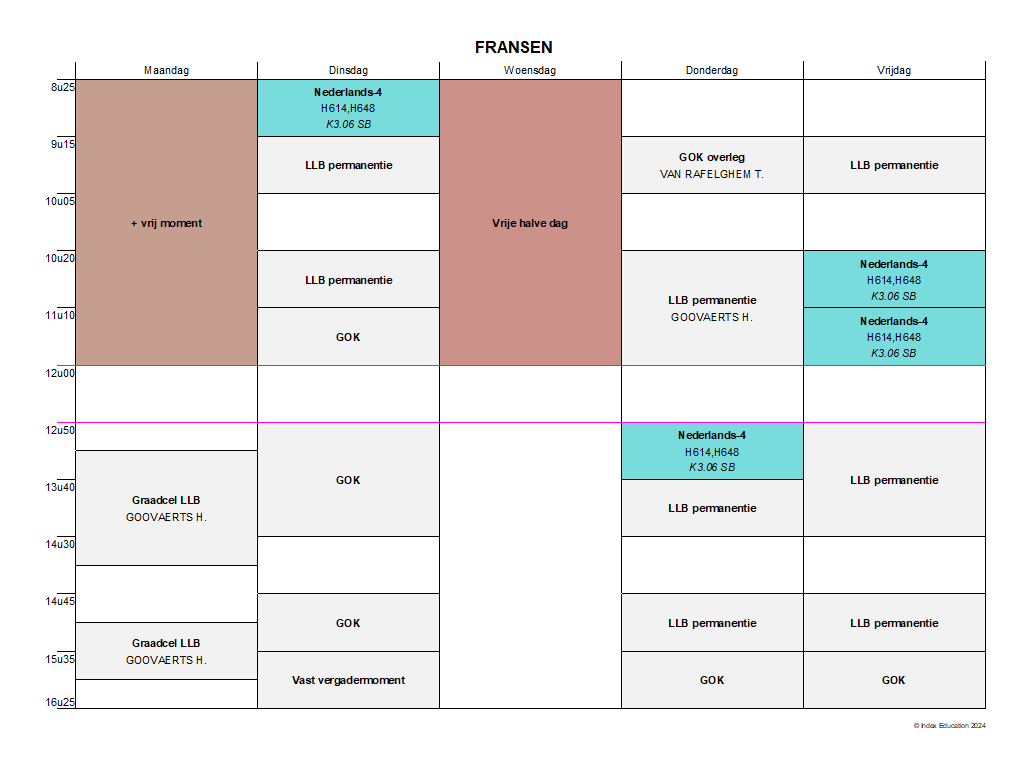 FRANSEN
Maandag
Dinsdag
Woensdag
Donderdag
Vrijdag
8u25
Nederlands-4
H614,H648
K3.06 SB
9u15
LLB permanentie
GOK overleg
VAN RAFELGHEM T.
LLB permanentie
10u05
+ vrij moment
Vrije halve dag
10u20
LLB permanentie
LLB permanentie
GOOVAERTS H.
Nederlands-4
H614,H648
K3.06 SB
11u10
GOK
Nederlands-4
H614,H648
K3.06 SB
12u00
12u50
GOK
Nederlands-4
H614,H648
K3.06 SB
LLB permanentie
13u40
Graadcel LLB
GOOVAERTS H.
LLB permanentie
14u30
14u45
GOK
LLB permanentie
LLB permanentie
Graadcel LLB
GOOVAERTS H.
15u35
Vast vergadermoment
GOK
GOK
16u25
© Index Education 2024